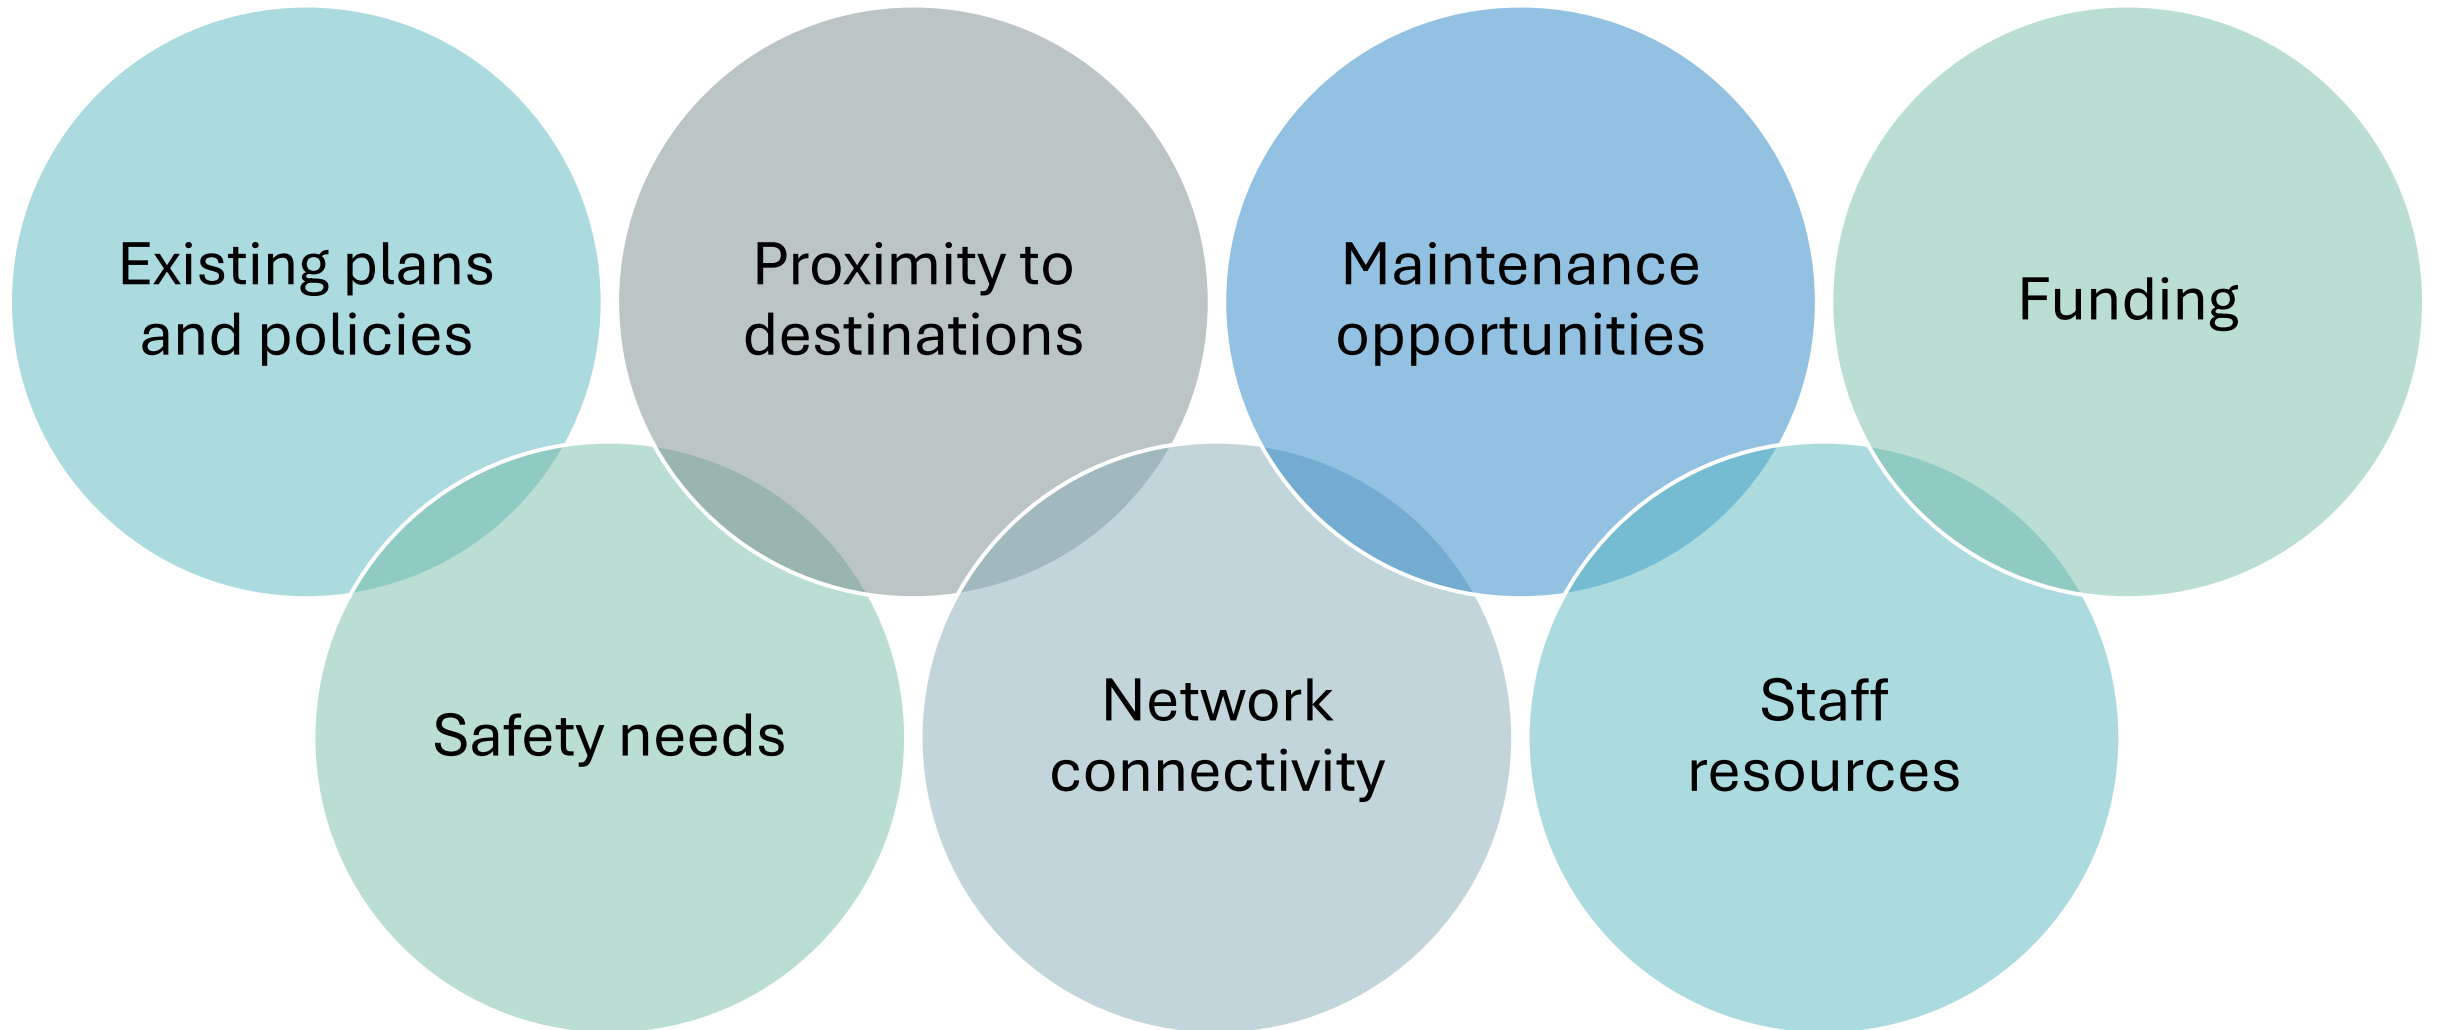 Existing plans
and policies
Proximity to
destinations
Maintenance
opportunities
Funding
Safety needs
Network
connectivity
Staff
resources